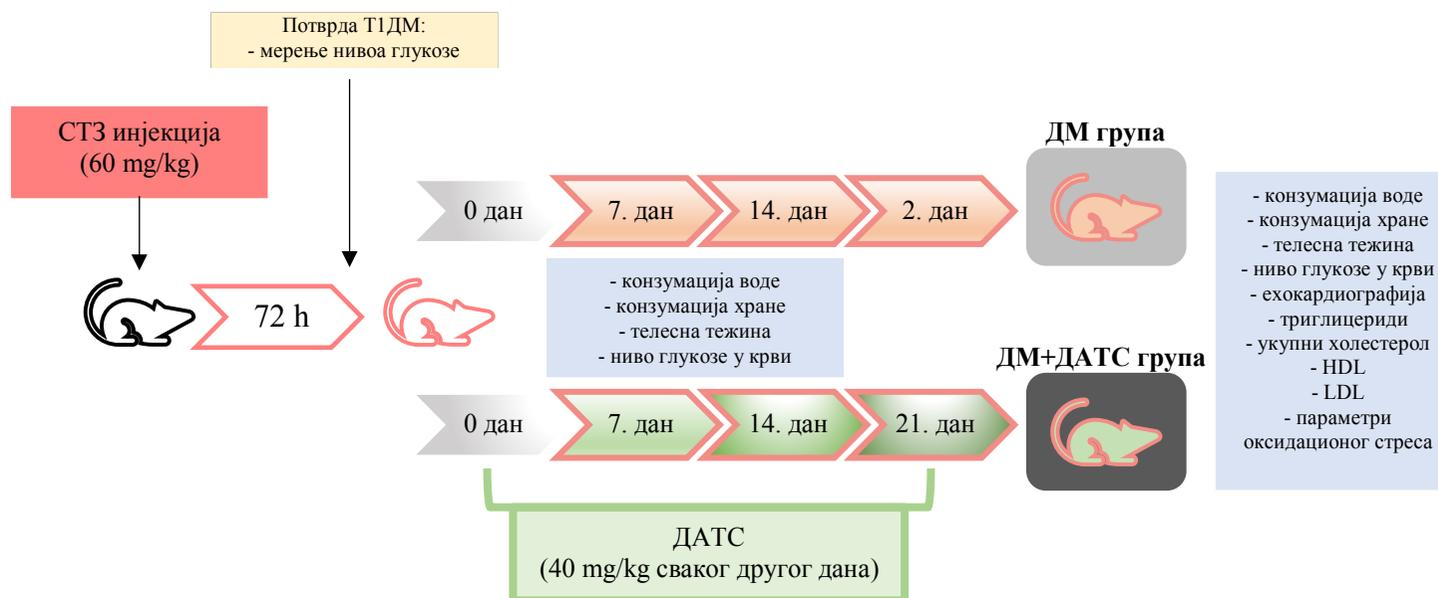 Потврда Т1ДМ:
- мерење нивоа глукозе
СТЗ инјекција
(60 mg/kg)
72 h
0 дан
7. дан
14. дан
2. дан
ДМ група
- конзумација воде
- конзумација хране
- телесна тежина
- ниво глукозе у крви
0 дан
7. дан
14. дан
21. дан
ДМ+ДАТС група
- конзумација воде
- конзумација хране
- телесна тежина
- ниво глукозе у крви
- ехокардиографија
- триглицериди
- укупни холестерол
- HDL
- LDL
- параметри
оксидационог стреса
ДАТС
(40 mg/kg сваког другог дана)